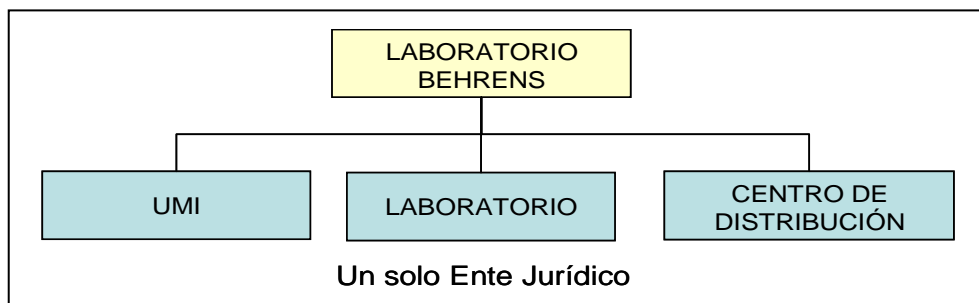 LABORATORIO
BEHRENS
UMI
LABORATORIO
CENTRO DE
DISTRIBUCIÓN
Un solo Ente Jurídico